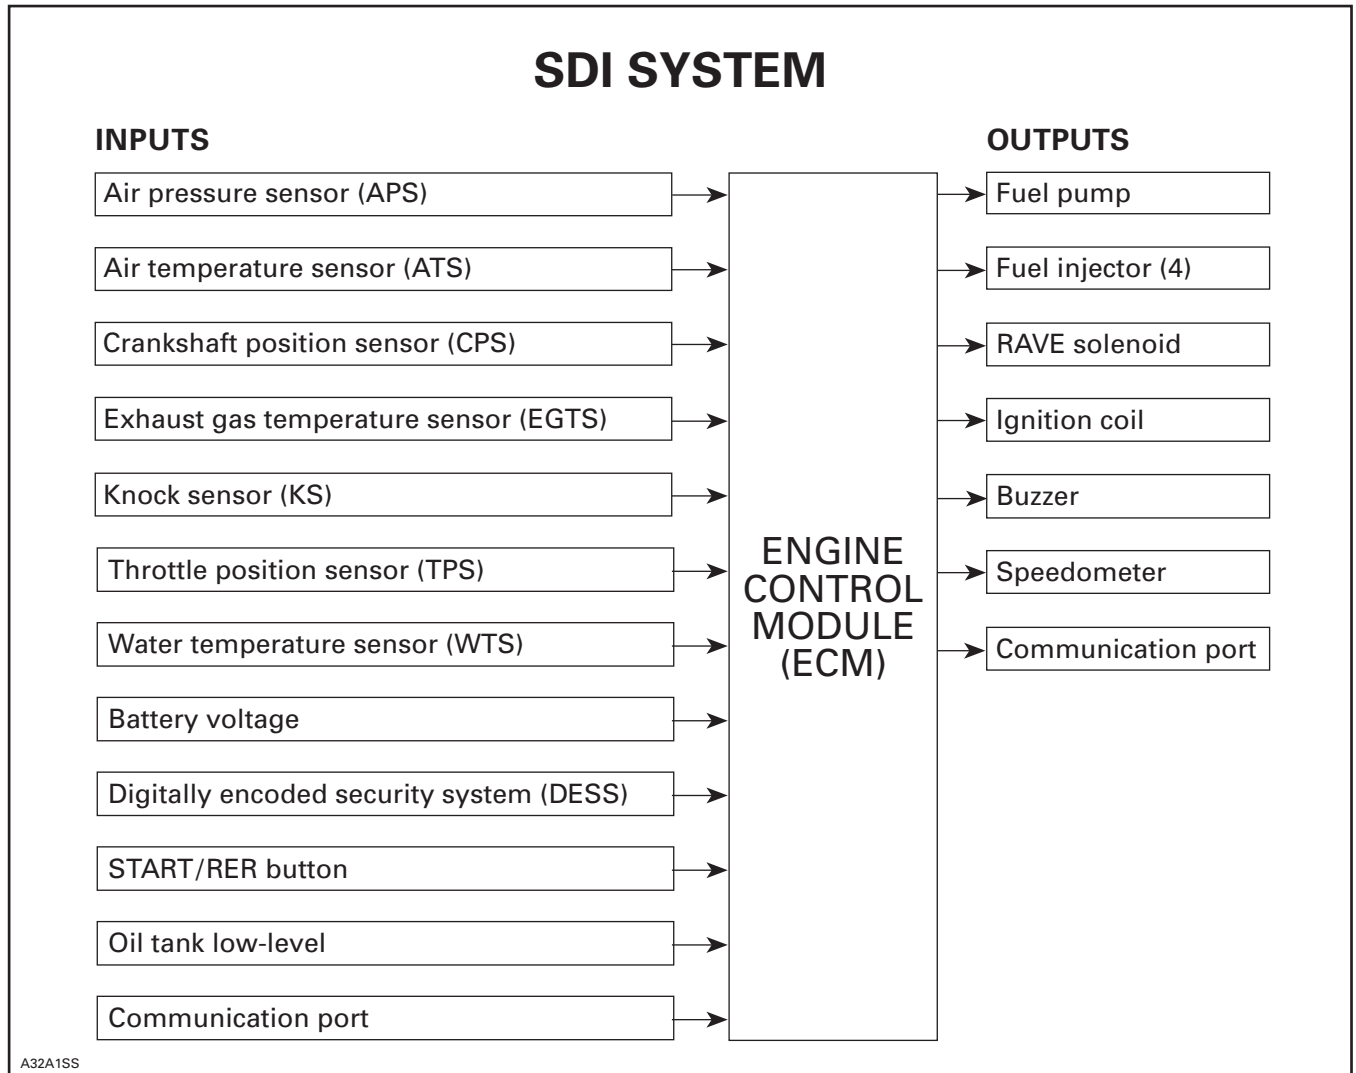 SDI SYSTEM
INPUTS
Air pressure sensor (APS)
Air temperature sensor (ATS)
Crankshaft position sensor (CPS)
Exhaust gas temperature sensor (EGTS)
Knock sensor (KS)
Throttle position sensor (TPS)
Water temperature sensor (WTS)
Battery voltage
Digitally encoded security system (DESS)
START/RER button
Oil tank low-level
Communication port
ENGINE
CONTROL
MODULE
(ECM)
OUTPUTS
Fuel pump
Fuel injector (4)
RAVE solenoid
Ignition coil
Buzzer
Speedometer
Communication port
A32A1SS